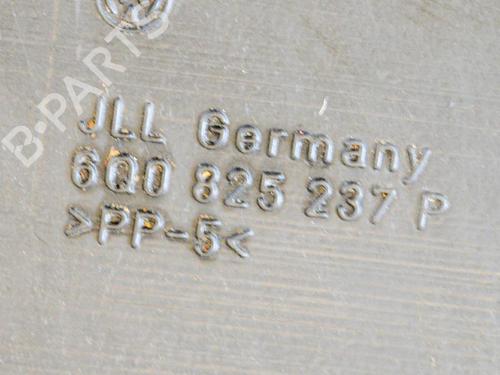 B-PARTS
JLL Germany
6Q0 825 237 P
>PP-5<